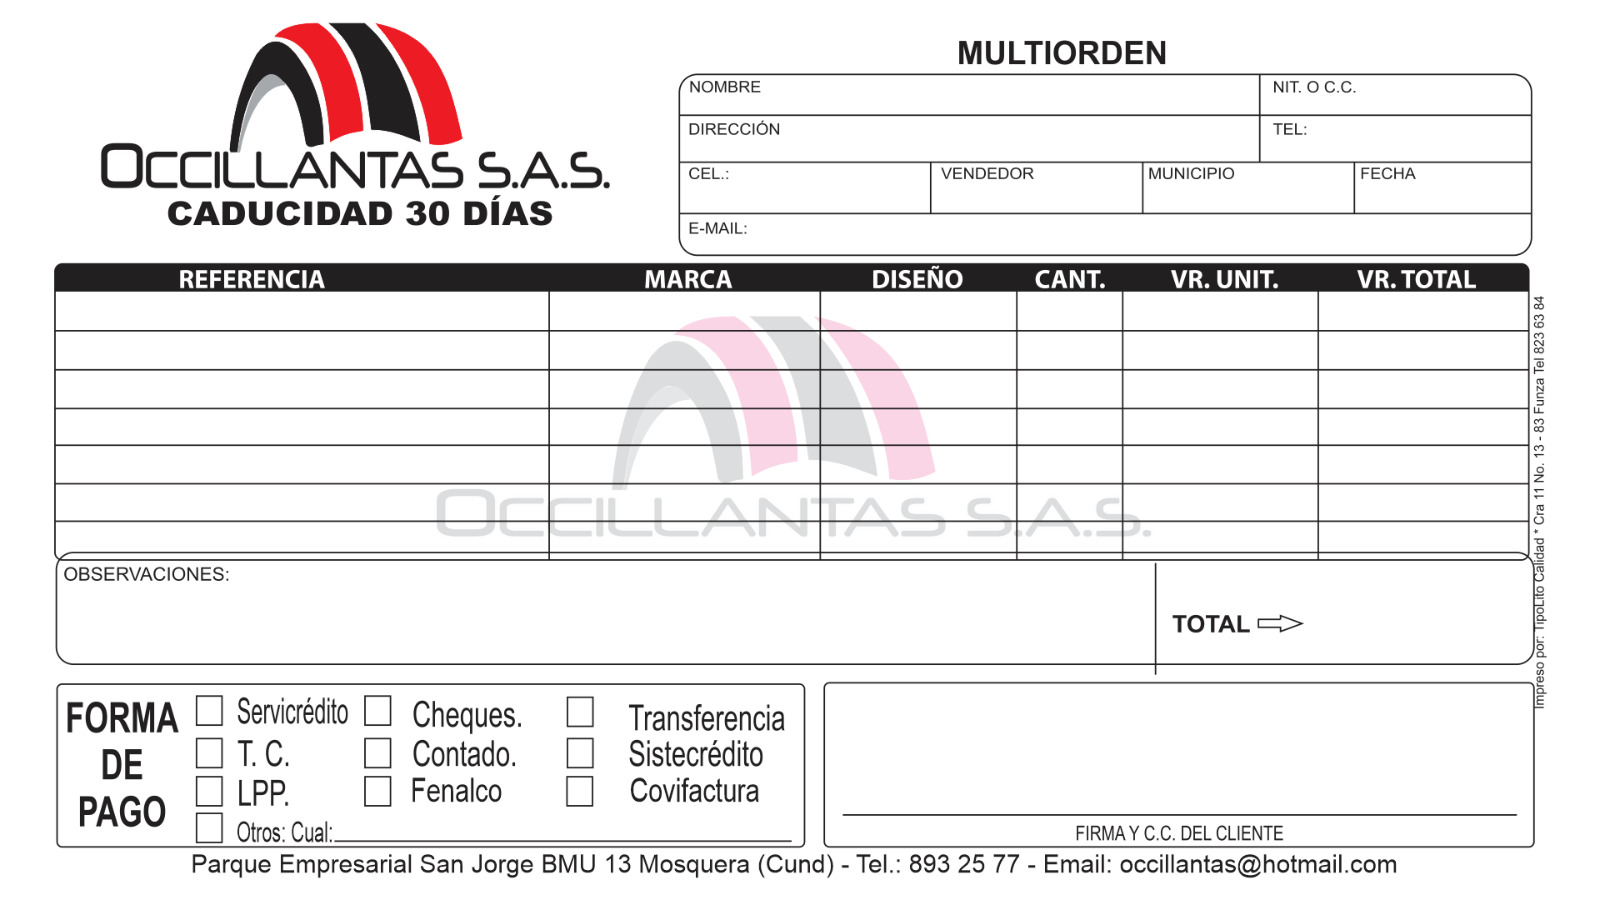 OCCILLANTAS S.A.S.
CADUCIDAD 30 DÍAS
MULTIORDEN
NOMBRE NIT. O C.C.
DIRECCIÓN TEL:
CEL.: VENDEDOR MUNICIPIO FECHA
E-MAIL:
REFERENCIA MARCA DISEÑO CANT. VR. UNIT. VR. TOTAL
OCCILLANTAS S.A.S.
OBSERVACIONES:
TOTAL
Impreso por: TipoLito Calidad * Cra 11 No. 13 - 83 Funza Tel 823 63 84
FORMA
DE
PAGO
Servicrédito Cheques. Transferencia
T. C. Contado. Sistecrédito
LPP. Fenalco Covifactura
Otros: Cual:
FIRMA Y C.C. DEL CLIENTE
Parque Empresarial San Jorge BMU 13 Mosquera (Cund) - Tel.: 893 25 77 - Email: occillantas@hotmail.com